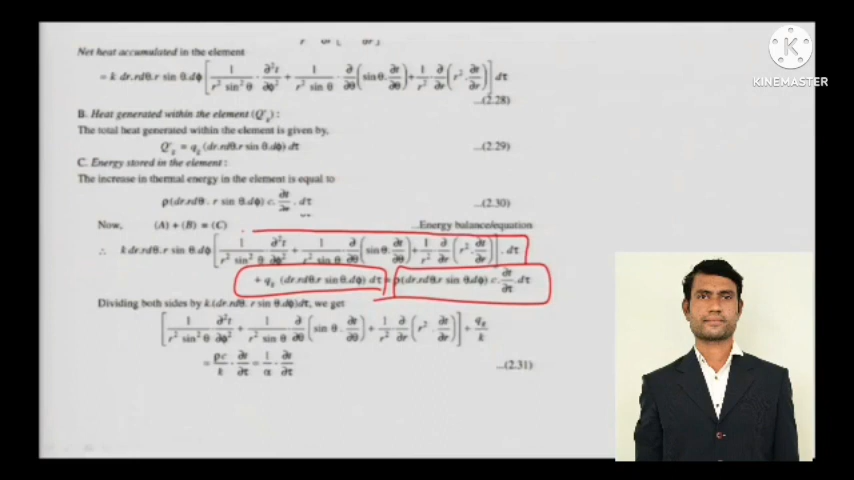 Net heat accumulated in the element
= k dr.rdθ.r sin θ.dϕ [ 1/(r² sin² θ) · ∂²t/∂ϕ² + 1/(r² sin θ) · ∂/∂θ (sin θ. ∂t/∂θ) + 1/r² · ∂/∂r (r². ∂t/∂r) ] dτ
...(2.28)
B. Heat generated within the element (Q'g) :
The total heat generated within the element is given by,
Q'g = qg (dr.rdθ.r sin θ.dϕ) dτ ...(2.29)
C. Energy stored in the element :
The increase in thermal energy in the element is equal to
ρ(dr.rdθ. r sin θ.dϕ) c. ∂t/∂τ . dτ ...(2.30)
Now, (A) + (B) = (C) ...Energy balance/equation
∴ k dr.rdθ.r sin θ.dϕ [ 1/(r² sin² θ) · ∂²t/∂ϕ² + 1/(r² sin θ) · ∂/∂θ (sin θ. ∂t/∂θ) + 1/r² ∂/∂r (r². ∂t/∂r) ] . dτ
+ qg (dr.rdθ.r sin θ.dϕ) dτ = ρ(dr.rdθ.r sin θ.dϕ) c. ∂t/∂τ . dτ
Dividing both sides by k(dr.rdθ. r sin θ.dϕ)dτ, we get
[ 1/(r² sin² θ) · ∂²t/∂ϕ² + 1/(r² sin θ) · ∂/∂θ (sin θ . ∂t/∂θ) + 1/r² · ∂/∂r (r² . ∂t/∂r) ] + qg/k
= ρc/k · ∂t/∂τ = 1/α · ∂t/∂τ ...(2.31)
K
KINEMASTER